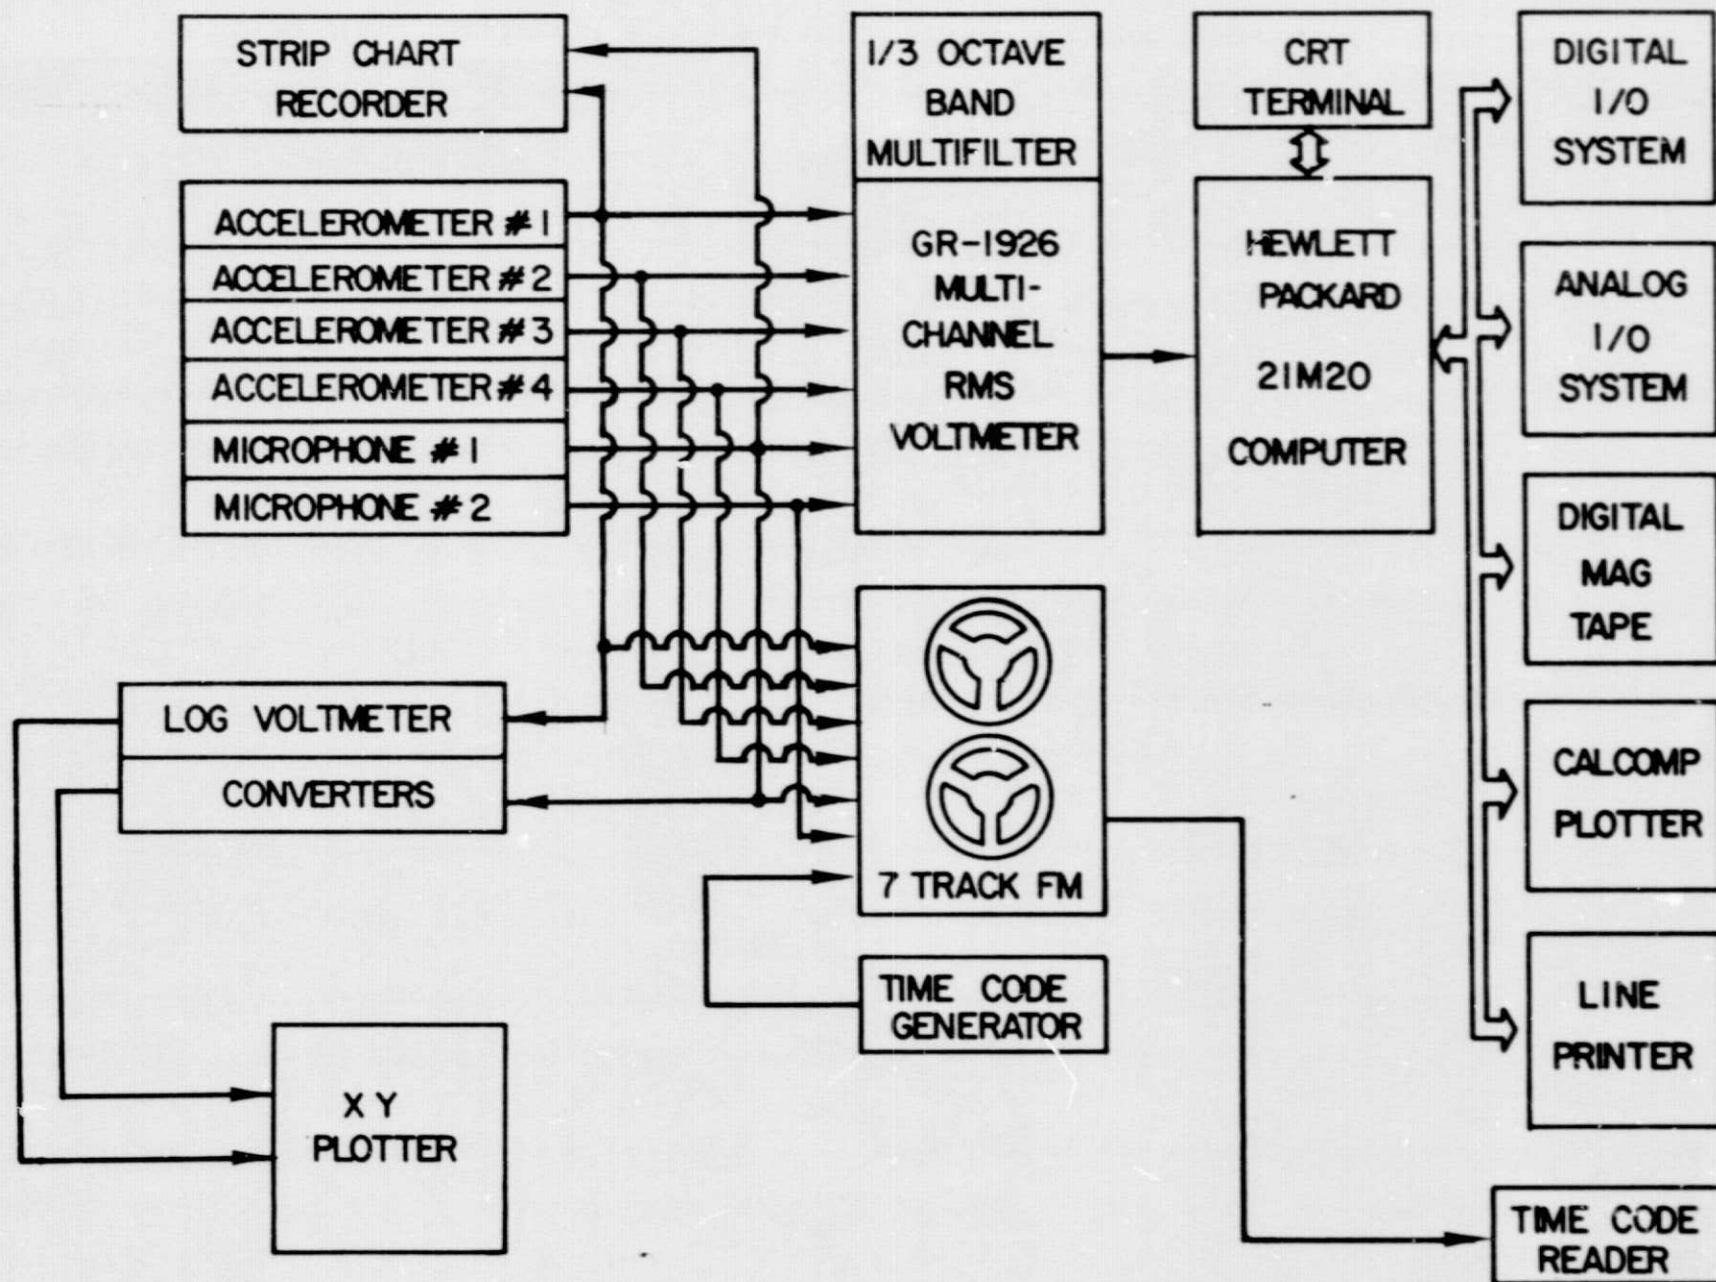 STRIP CHART
RECORDER
ACCELEROMETER #1
ACCELEROMETER #2
ACCELEROMETER #3
ACCELEROMETER #4
MICROPHONE #1
MICROPHONE #2
1/3 OCTAVE
BAND
MULTIFILTER
GR-1926
MULTI-
CHANNEL
RMS
VOLTMETER
CRT
TERMINAL
HEWLETT
PACKARD
21M20
COMPUTER
DIGITAL
I/O
SYSTEM
ANALOG
I/O
SYSTEM
DIGITAL
MAG
TAPE
CALCOMP
PLOTTER
LINE
PRINTER
LOG VOLTMETER
CONVERTERS
7 TRACK FM
TIME CODE
GENERATOR
X Y
PLOTTER
TIME CODE
READER